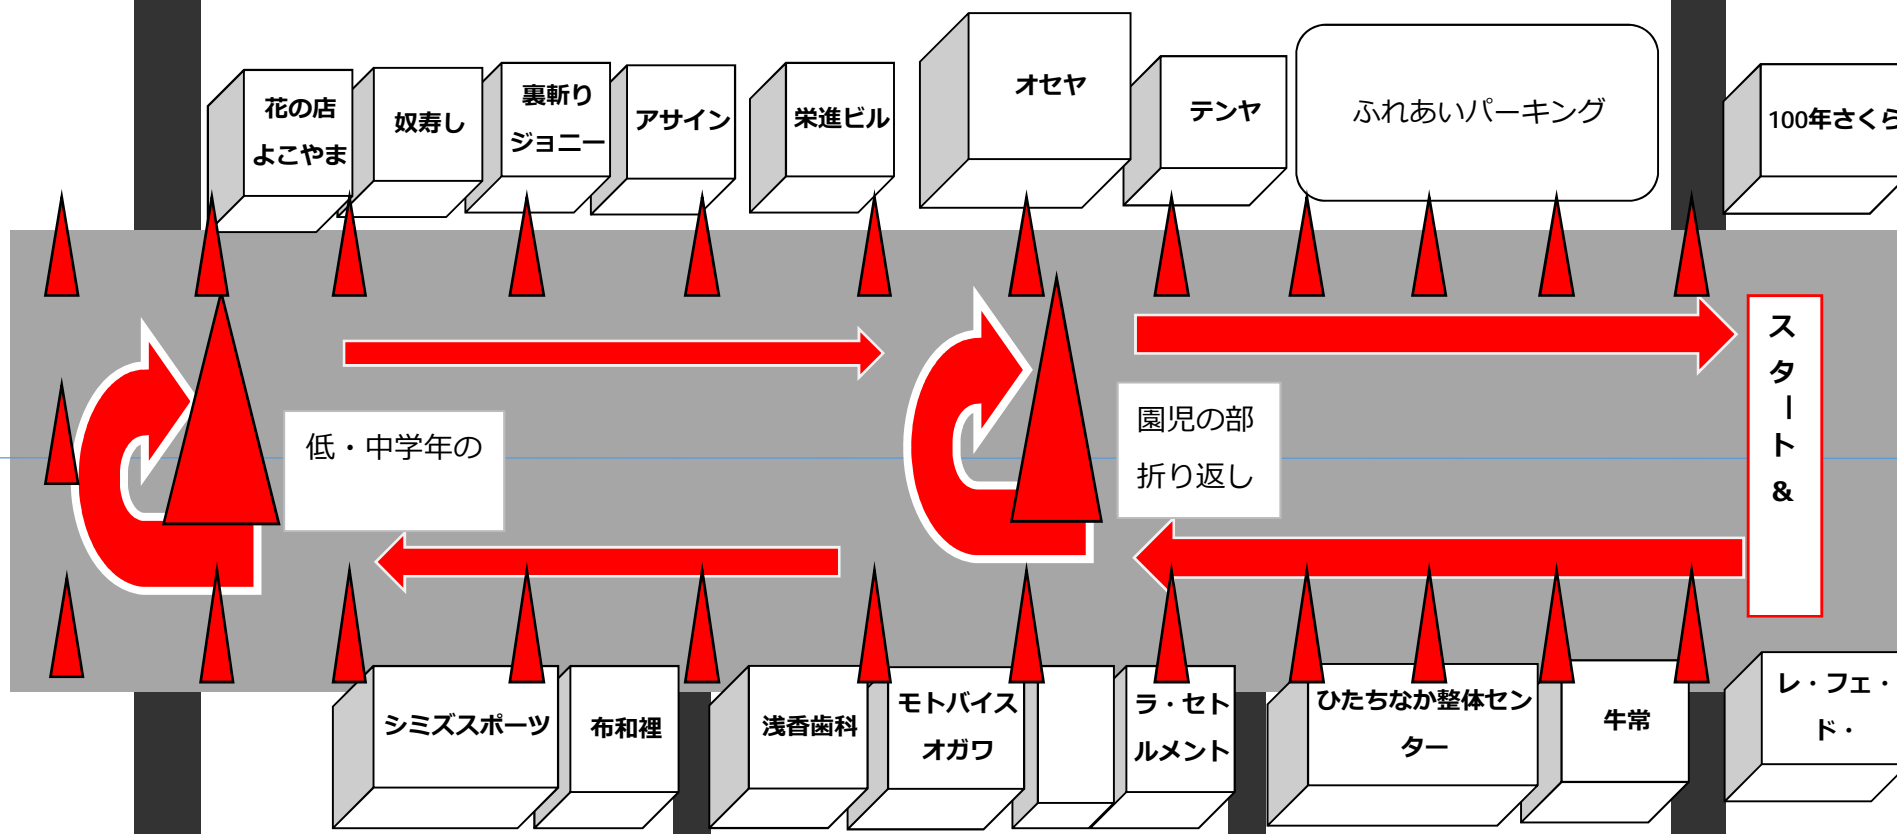 花の店
よこやま
奴寿し
裏斬り
ジョニー
アサイン
栄進ビル
オセヤ
テンヤ
ふれあいパーキング
100年さくら
スタート&
低・中学年の
園児の部
折り返し
シミズスポーツ
布和裡
浅香歯科
モトバイス
オガワ
ラ・セト
ルメント
ひたちなか整体セン
ター
牛常
レ・フェ・
ド・